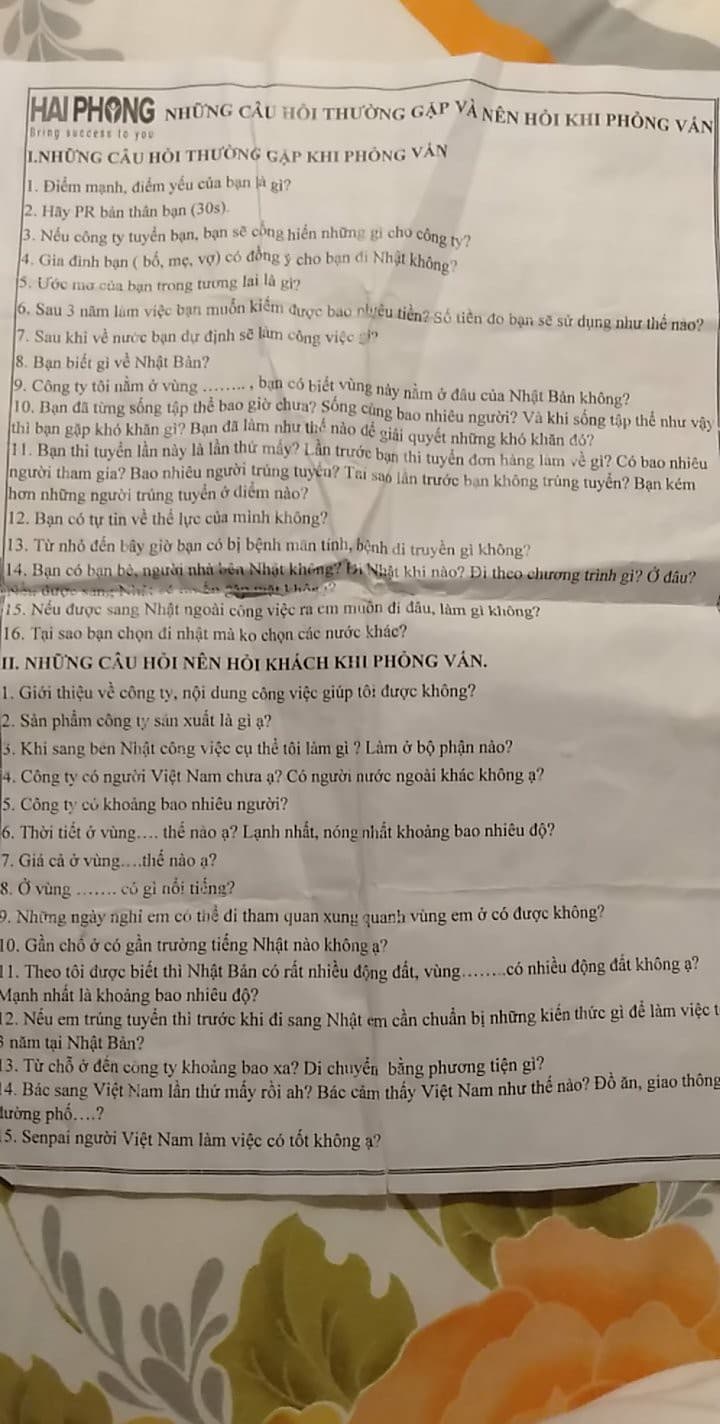 HAI PHONG
Bring success to you
NHỮNG CÂU HỎI THƯỜNG GẶP VÀ NÊN HỎI KHI PHỎNG VẤN
I.NHỮNG CÂU HỎI THƯỜNG GẶP KHI PHỎNG VẤN
1. Điểm mạnh, điểm yếu của bạn là gì?
2. Hãy PR bản thân bạn (30s).
3. Nếu công ty tuyển bạn, bạn sẽ cống hiến những gì cho công ty?
4. Gia đình bạn ( bố, mẹ, vợ) có đồng ý cho bạn đi Nhật không?
5. Ước mơ của bạn trong tương lai là gì?
6. Sau 3 năm làm việc bạn muốn kiếm được bao nhiêu tiền? Số tiền đó bạn sẽ sử dụng như thế nào?
7. Sau khi về nước bạn dự định sẽ làm công việc gì?
8. Bạn biết gì về Nhật Bản?
9. Công ty tôi nằm ở vùng ........ , bạn có biết vùng này nằm ở đâu của Nhật Bản không?
10. Bạn đã từng sống tập thể bao giờ chưa? Sống cùng bao nhiêu người? Và khi sống tập thể như vậy
thì bạn gặp khó khăn gì? Bạn đã làm như thế nào để giải quyết những khó khăn đó?
11. Bạn thi tuyển lần này là lần thứ mấy? Lần trước bạn thi tuyển đơn hàng làm về gì? Có bao nhiêu
người tham gia? Bao nhiêu người trúng tuyển? Tại sao lần trước bạn không trúng tuyển? Bạn kém
hơn những người trúng tuyển ở điểm nào?
12. Bạn có tự tin về thể lực của mình không?
13. Từ nhỏ đến bây giờ bạn có bị bệnh mãn tính, bệnh di truyền gì không?
14. Bạn có bạn bè, người nhà bên Nhật không? Đi Nhật khi nào? Đi theo chương trình gì? Ở đâu?
Nếu được sang Nhật có muốn gặp mặt không?
15. Nếu được sang Nhật ngoài công việc ra em muốn đi đâu, làm gì không?
16. Tại sao bạn chọn đi nhật mà ko chọn các nước khác?
II. NHỮNG CÂU HỎI NÊN HỎI KHÁCH KHI PHỎNG VẤN.
1. Giới thiệu về công ty, nội dung công việc giúp tôi được không?
2. Sản phẩm công ty sản xuất là gì ạ?
3. Khi sang bên Nhật công việc cụ thể tôi làm gì ? Làm ở bộ phận nào?
4. Công ty có người Việt Nam chưa ạ? Có người nước ngoài khác không ạ?
5. Công ty có khoảng bao nhiêu người?
6. Thời tiết ở vùng.... thế nào ạ? Lạnh nhất, nóng nhất khoảng bao nhiêu độ?
7. Giá cả ở vùng....thế nào ạ?
8. Ở vùng ....... có gì nổi tiếng?
9. Những ngày nghỉ em có thể đi tham quan xung quanh vùng em ở có được không?
10. Gần chỗ ở có gần trường tiếng Nhật nào không ạ?
11. Theo tôi được biết thì Nhật Bản có rất nhiều động đất, vùng........có nhiều động đất không ạ?
Mạnh nhất là khoảng bao nhiêu độ?
12. Nếu em trúng tuyển thì trước khi đi sang Nhật em cần chuẩn bị những kiến thức gì để làm việc t
3 năm tại Nhật Bản?
13. Từ chỗ ở đến công ty khoảng bao xa? Di chuyển bằng phương tiện gì?
14. Bác sang Việt Nam lần thứ mấy rồi ah? Bác cảm thấy Việt Nam như thế nào? Đồ ăn, giao thông
đường phố....?
15. Senpai người Việt Nam làm việc có tốt không ạ?